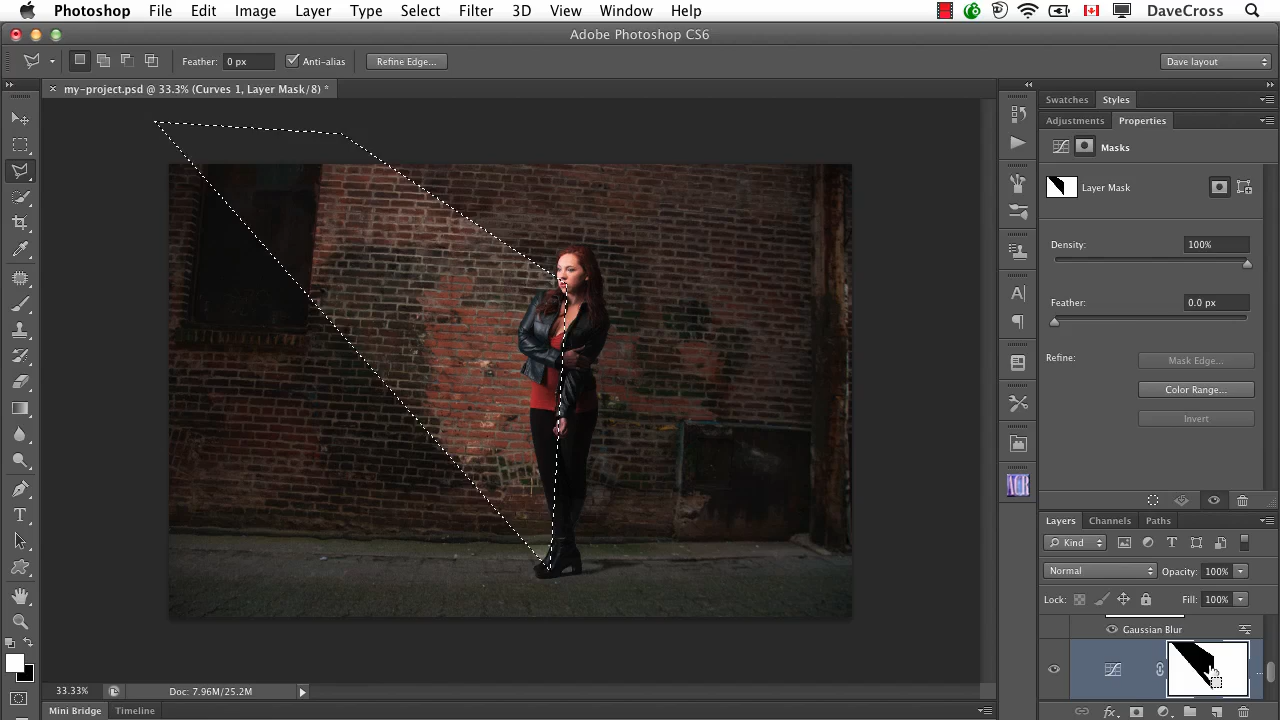 Photoshop File Edit Image Layer Type Select Filter 3D View Window Help DaveCross
Adobe Photoshop CS6
Feather: 0 px Anti-alias Refine Edge... Dave layout
my-project.psd @ 33.3% (Curves 1, Layer Mask/8) *
Swatches Styles
Adjustments Properties
Masks
Layer Mask
Density: 100%
Feather: 0.0 px
Refine: Mask Edge...
Color Range...
Invert
ACR
Layers Channels Paths
Kind
Normal Opacity: 100%
Lock: Fill: 100%
Gaussian Blur
33.33% Doc: 7.96M/25.2M
Mini Bridge Timeline